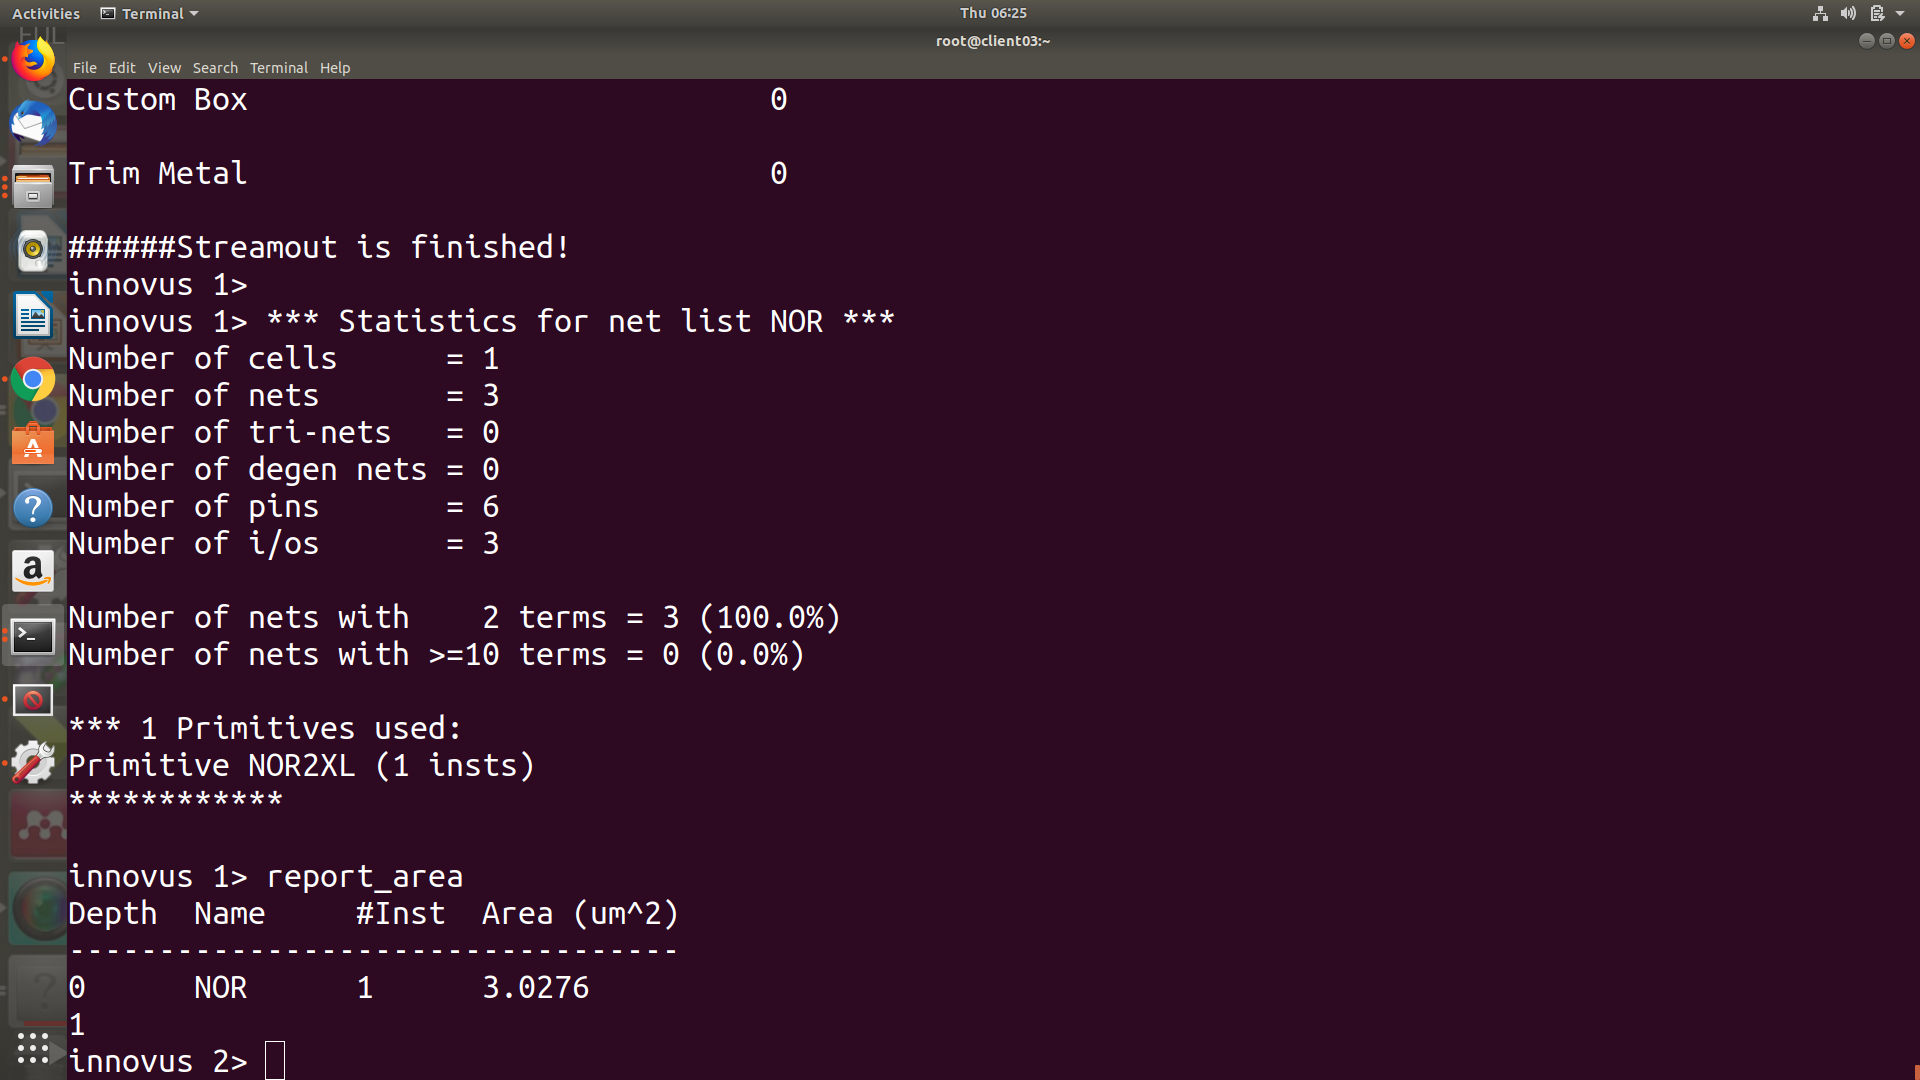 Activities Terminal Thu 06:25
root@client03:~
File Edit View Search Terminal Help
Custom Box 0
Trim Metal 0
######Streamout is finished!
innovus 1>
innovus 1> *** Statistics for net list NOR ***
Number of cells = 1
Number of nets = 3
Number of tri-nets = 0
Number of degen nets = 0
Number of pins = 6
Number of i/os = 3
Number of nets with 2 terms = 3 (100.0%)
Number of nets with >=10 terms = 0 (0.0%)
*** 1 Primitives used:
Primitive NOR2XL (1 insts)
************
innovus 1> report_area
Depth Name #Inst Area (um^2)
----------------------------------
0 NOR 1 3.0276
1
innovus 2>